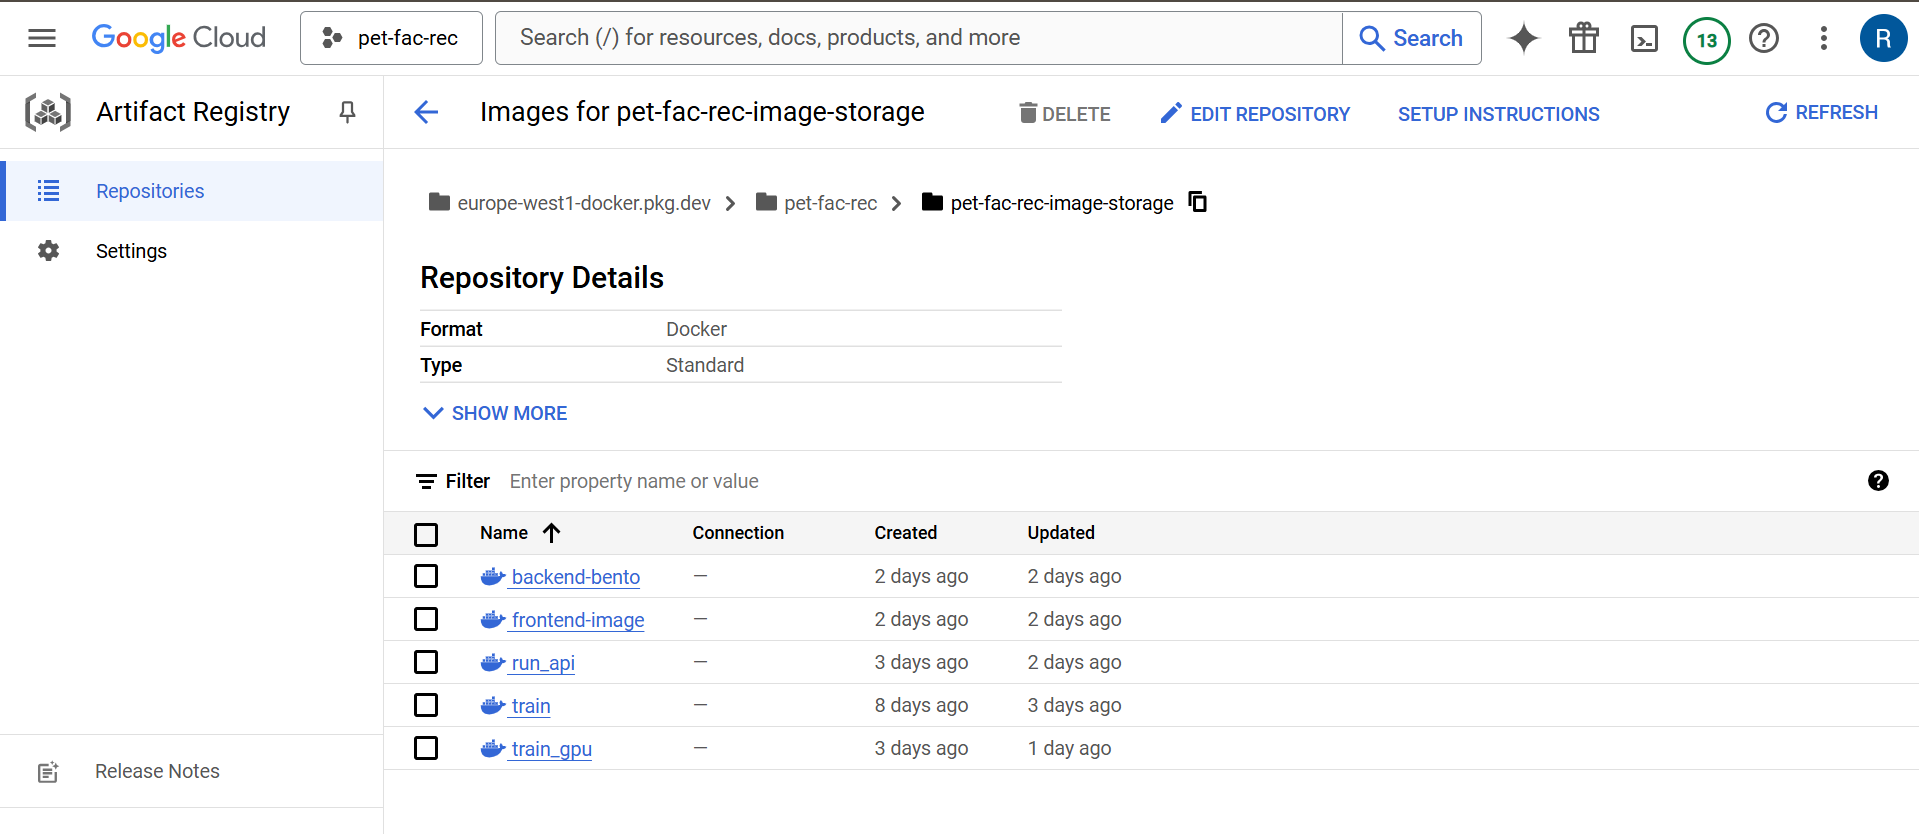 Google Cloud
pet-fac-rec
Search (/) for resources, docs, products, and more
Search
13
R
Artifact Registry
Images for pet-fac-rec-image-storage
DELETE
EDIT REPOSITORY
SETUP INSTRUCTIONS
REFRESH
Repositories
Settings
Release Notes
europe-west1-docker.pkg.dev
pet-fac-rec
pet-fac-rec-image-storage
Repository Details
Format Docker
Type Standard
SHOW MORE
Filter Enter property name or value
Name Connection Created Updated
backend-bento — 2 days ago 2 days ago
frontend-image — 2 days ago 2 days ago
run_api — 3 days ago 2 days ago
train — 8 days ago 3 days ago
train_gpu — 3 days ago 1 day ago